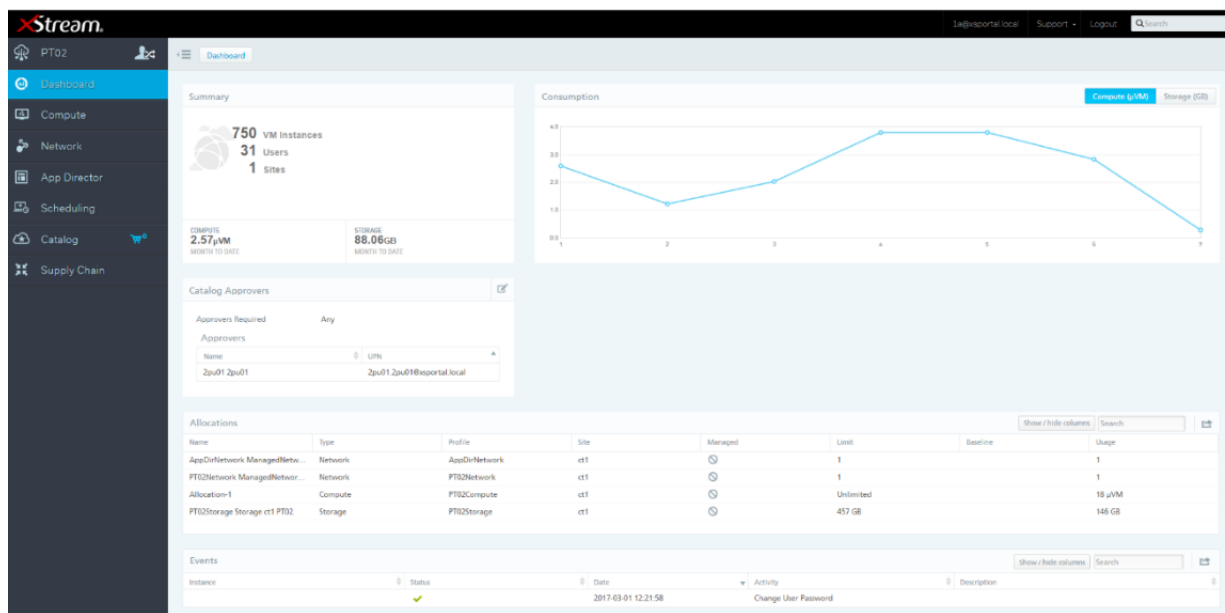 xStream.
1a@xsportal.local Support Logout Search
PT02
Dashboard
Compute
Network
App Director
Scheduling
Catalog 0
Supply Chain
Dashboard
Summary
750 VM Instances
31 Users
1 Sites
COMPUTE
2.57µVM
MONTH TO DATE
STORAGE
88.06GB
MONTH TO DATE
Consumption
Compute (µVM) Storage (GB)
4.0
3.0
2.0
1.0
0.0
1 2 3 4 5 6 7
Catalog Approvers
Approvers Required Any
Approvers
Name UPN
2pu01 2pu01 2pu01.2pu01@xsportal.local
Allocations
Show / hide columns Search
Name Type Profile Site Managed Limit Baseline Usage
AppDirNetwork ManagedNetw... Network AppDirNetwork ct1 1 1
PT02Network ManagedNetwor... Network PT02Network ct1 1 1
Allocation-1 Compute PT02Compute ct1 Unlimited 18 µVM
PT02Storage Storage ct1 PT02 Storage PT02Storage ct1 457 GB 146 GB
Events
Show / hide columns Search
Instance Status Date Activity Description
2017-03-01 12:21:58 Change User Password